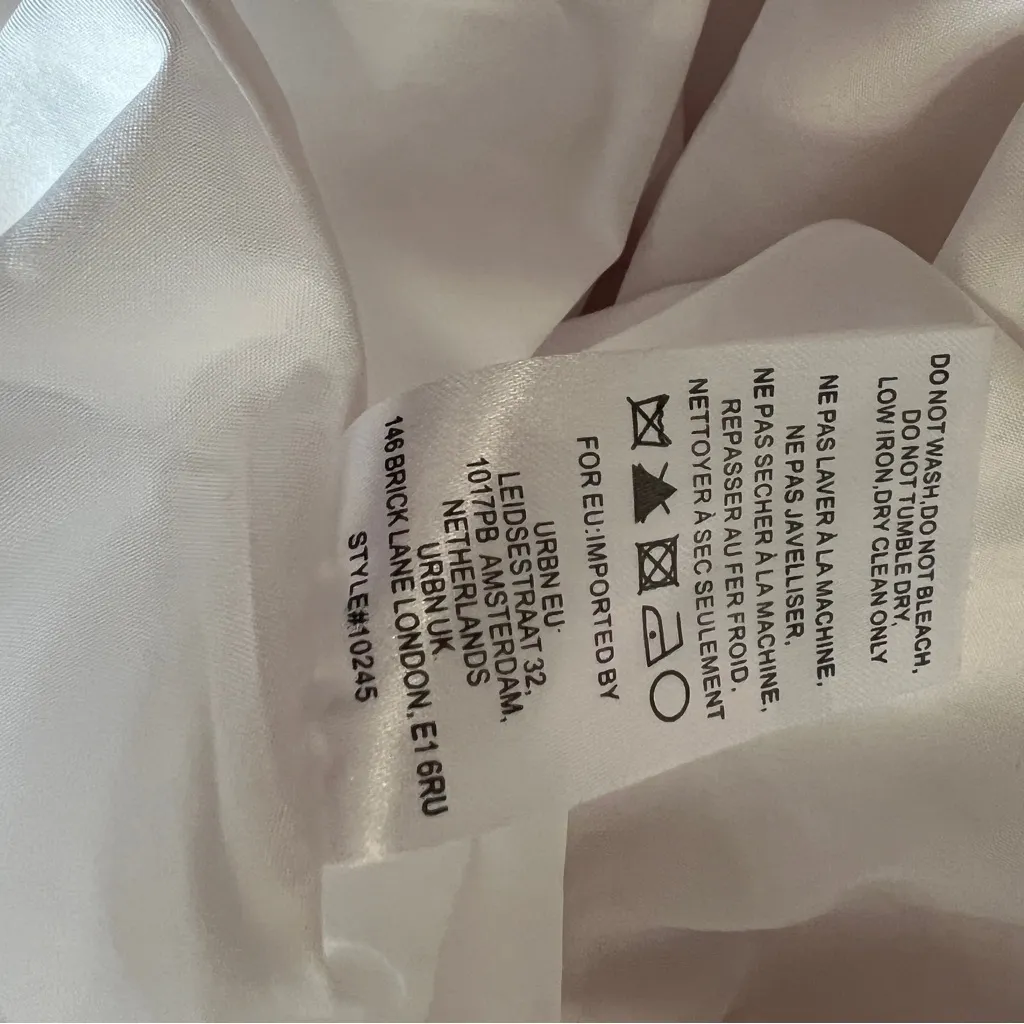 DO NOT WASH,DO NOT BLEACH,
DO NOT TUMBLE DRY,
LOW IRON,DRY CLEAN ONLY
NE PAS LAVER À LA MACHINE,
NE PAS JAVELLISER.
NE PAS SECHER À LA MACHINE,
REPASSER AU FER FROID.
NETTOYER À SEC SEULEMENT
FOR EU:IMPORTED BY
URBN EU·
LEIDSESTRAAT 32,
1017PB AMSTERDAM,
NETHERLANDS
URBN UK
146 BRICK LANE LONDON, E1 6RU
STYLE#10245